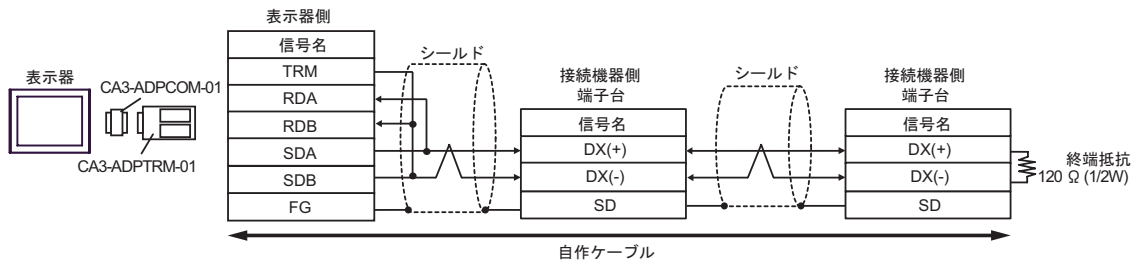 表示器
CA3-ADPCOM-01
CA3-ADPTRM-01
表示器側
信号名
TRM
RDA
RDB
SDA
SDB
FG
シールド
接続機器側
端子台
信号名
DX(+)
DX(-)
SD
シールド
接続機器側
端子台
信号名
DX(+)
DX(-)
SD
終端抵抗
120 Ω (1/2W)
自作ケーブル